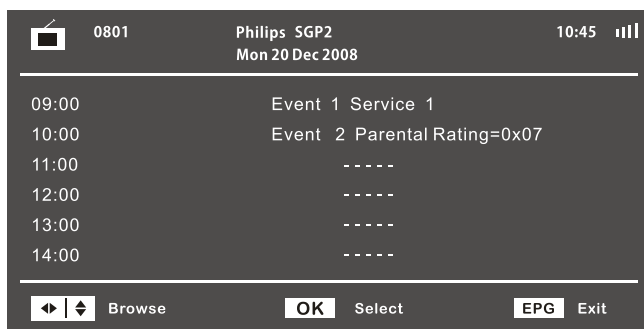 0801 Philips SGP2 10:45
Mon 20 Dec 2008
09:00 Event 1 Service 1
10:00 Event 2 Parental Rating=0x07
11:00 -----
12:00 -----
13:00 -----
14:00 -----
Browse OK Select EPG Exit